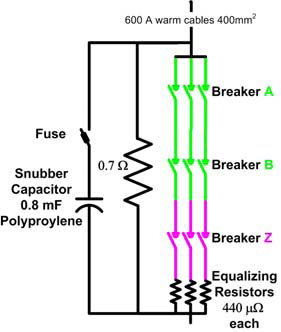 600 A warm cables 400mm²
Breaker A
Fuse
0.7 Ω
Breaker B
Snubber
Capacitor
0.8 mF
Polyproylene
Breaker Z
Equalizing
Resistors
440 μΩ
each